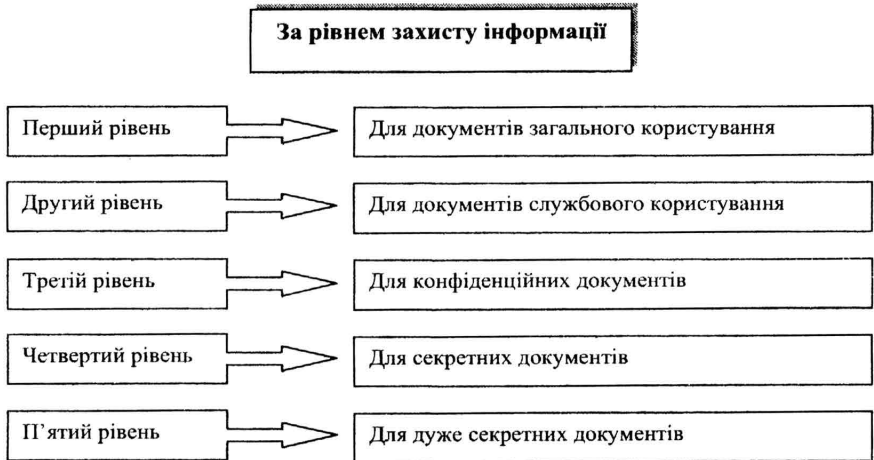 За рівнем захисту інформації
Перший рівень
Для документів загального користування
Другий рівень
Для документів службового користування
Третій рівень
Для конфіденційних документів
Четвертий рівень
Для секретних документів
П’ятий рівень
Для дуже секретних документів